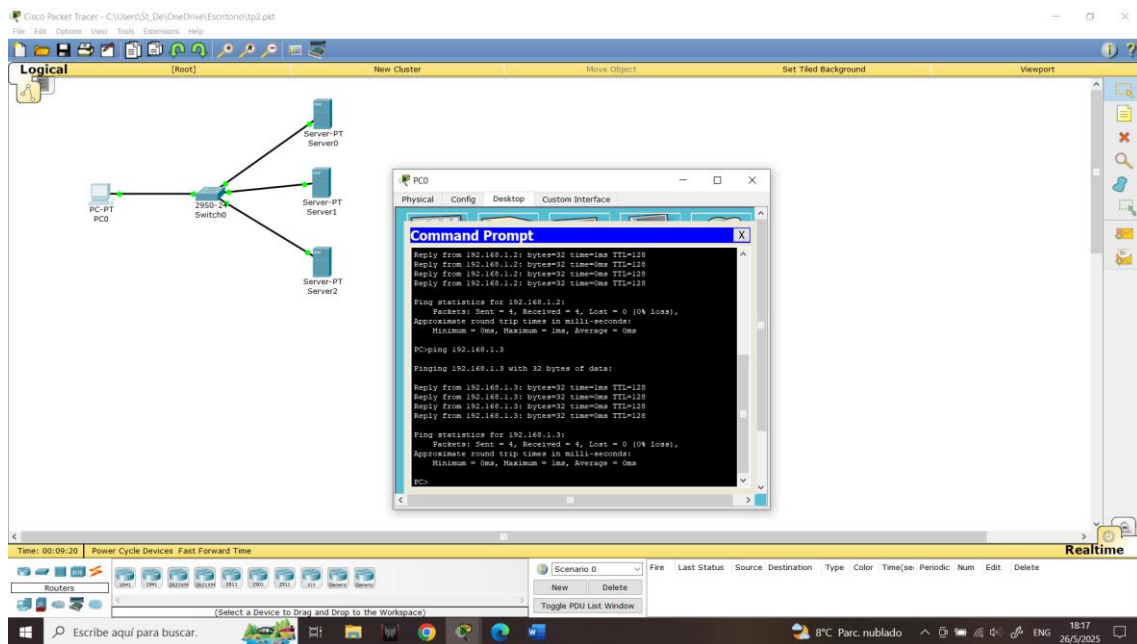 Cisco Packet Tracer - C:\Users\St_De\OneDrive\Escritorio\tp2.pkt
File Edit Options View Tools Extensions Help
Logical [Root] New Cluster Move Object Set Tiled Background Viewport
Server-PT
Server0
PC-PT
PC0
2950-24
Switch0
Server-PT
Server1
Server-PT
Server2
PC0
Physical Config Desktop Custom Interface
Command Prompt X
Reply from 192.168.1.2: bytes=32 time=1ms TTL=128
Reply from 192.168.1.2: bytes=32 time=0ms TTL=128
Reply from 192.168.1.2: bytes=32 time=0ms TTL=128
Reply from 192.168.1.2: bytes=32 time=0ms TTL=128
Ping statistics for 192.168.1.2:
Packets: Sent = 4, Received = 4, Lost = 0 (0% loss),
Approximate round trip times in milli-seconds:
Minimum = 0ms, Maximum = 1ms, Average = 0ms
PC>ping 192.168.1.3
Pinging 192.168.1.3 with 32 bytes of data:
Reply from 192.168.1.3: bytes=32 time=1ms TTL=128
Reply from 192.168.1.3: bytes=32 time=0ms TTL=128
Reply from 192.168.1.3: bytes=32 time=0ms TTL=128
Reply from 192.168.1.3: bytes=32 time=0ms TTL=128
Ping statistics for 192.168.1.3:
Packets: Sent = 4, Received = 4, Lost = 0 (0% loss),
Approximate round trip times in milli-seconds:
Minimum = 0ms, Maximum = 1ms, Average = 0ms
PC>
Time: 00:09:20 Power Cycle Devices Fast Forward Time Realtime
Routers
1841 1941 2620XM 2621XM 2811 2901 2911 Generic Generic
(Select a Device to Drag and Drop to the Workspace)
Scenario 0
New Delete
Toggle PDU List Window
Fire Last Status Source Destination Type Color Time(se Periodic Num Edit Delete
Escribe aquí para buscar.
8°C Parc. nublado ENG
18:17
26/5/2025